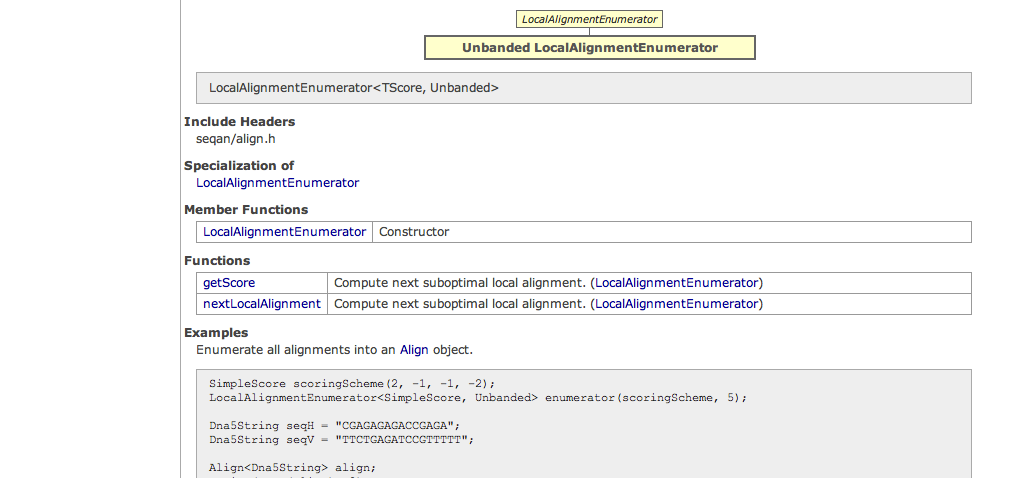 LocalAlignmentEnumerator
Unbanded LocalAlignmentEnumerator
LocalAlignmentEnumerator<TScore, Unbanded>
Include Headers
seqan/align.h
Specialization of
LocalAlignmentEnumerator
Member Functions
LocalAlignmentEnumerator Constructor
Functions
getScore Compute next suboptimal local alignment. (LocalAlignmentEnumerator)
nextLocalAlignment Compute next suboptimal local alignment. (LocalAlignmentEnumerator)
Examples
Enumerate all alignments into an Align object.
SimpleScore scoringScheme(2, -1, -1, -2);
LocalAlignmentEnumerator<SimpleScore, Unbanded> enumerator(scoringScheme, 5);
Dna5String seqH = "CGAGAGAGACCGAGA";
Dna5String seqV = "TTCTGAGATCCGTTTTT";
Align<Dna5String> align;